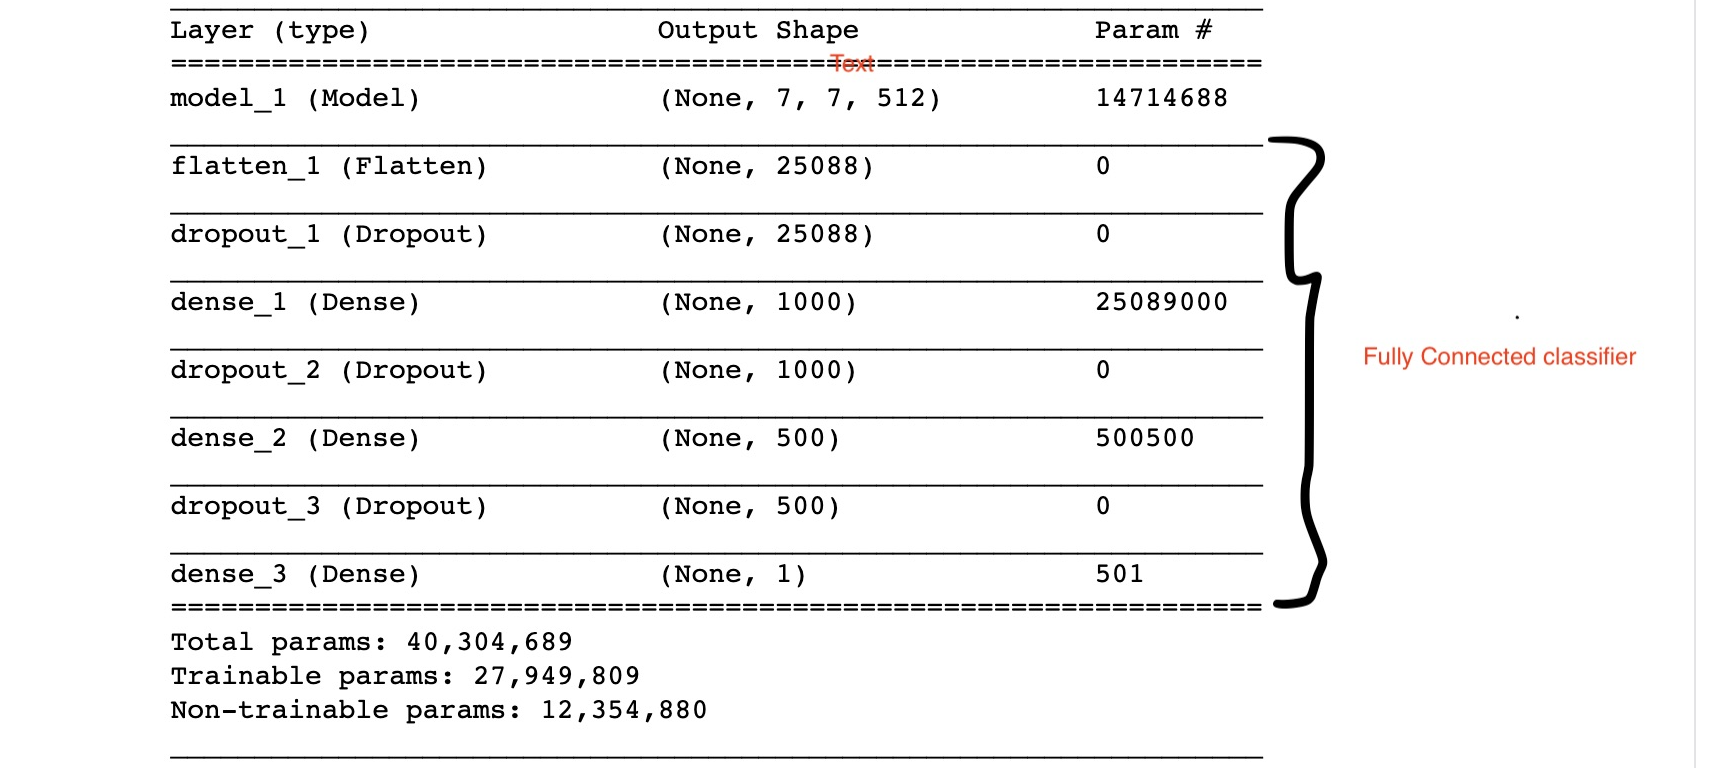 Layer (type) Output Shape Param #
=================================================================
Text
model_1 (Model) (None, 7, 7, 512) 14714688
flatten_1 (Flatten) (None, 25088) 0
dropout_1 (Dropout) (None, 25088) 0
dense_1 (Dense) (None, 1000) 25089000
dropout_2 (Dropout) (None, 1000) 0
Fully Connected classifier
dense_2 (Dense) (None, 500) 500500
dropout_3 (Dropout) (None, 500) 0
dense_3 (Dense) (None, 1) 501
=================================================================
Total params: 40,304,689
Trainable params: 27,949,809
Non-trainable params: 12,354,880